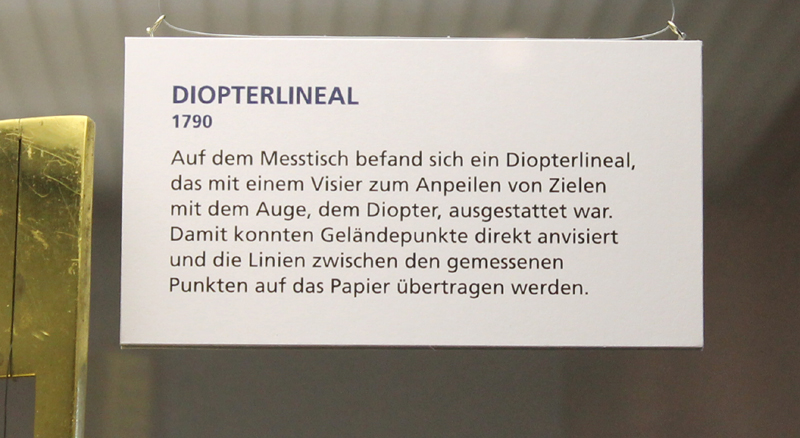 DIOPTERLINEAL
1790
Auf dem Messtisch befand sich ein Diopterlineal,
das mit einem Visier zum Anpeilen von Zielen
mit dem Auge, dem Diopter, ausgestattet war.
Damit konnten Geländepunkte direkt anvisiert
und die Linien zwischen den gemessenen
Punkten auf das Papier übertragen werden.